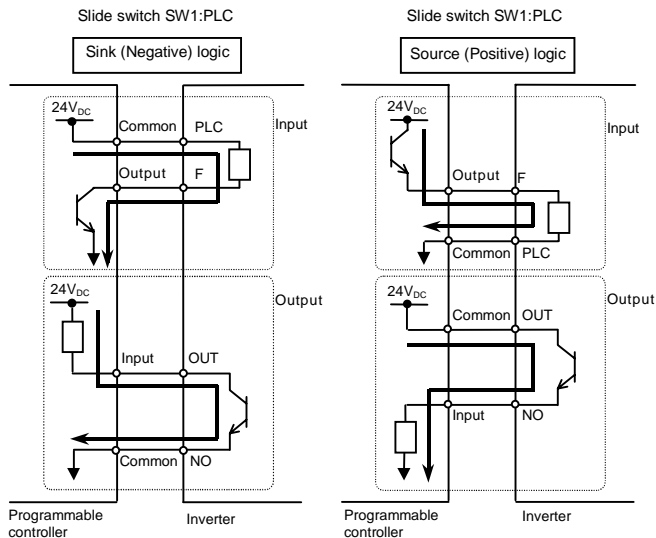 Slide switch SW1:PLC
Sink (Negative) logic
24VDC
Common PLC
Input
Output F
24VDC
Output
Input OUT
Common NO
Programmable
controller
Inverter
Slide switch SW1:PLC
Source (Positive) logic
24VDC
Input
Output F
Common PLC
24VDC
Output
Common OUT
Input NO
Programmable
controller
Inverter